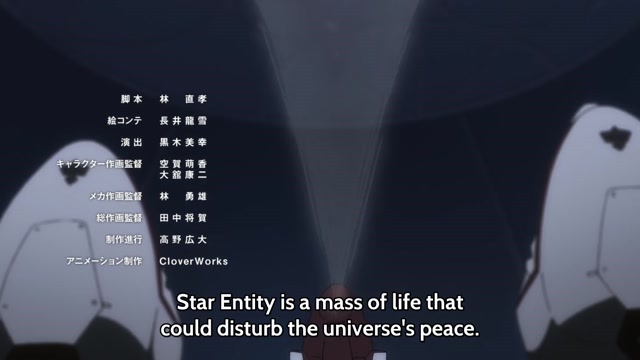 脚本 林 直孝
絵コンテ 長井龍雪
演出 黒木美幸
キャラクター作画監督 空賀萌香
大舘康二
メカ作画監督 林 勇雄
総作画監督 田中将賀
制作進行 高野広大
アニメーション制作 CloverWorks
Star Entity is a mass of life that
could disturb the universe's peace.